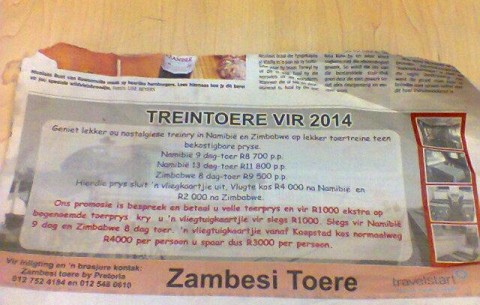 TREINTOERE VIR 2014
Geniet lekker ou nostalgiese treinry in Namibië en Zimbabwe op lekker toertreine teen
bekostigbare pryse.
Namibië 9 dag-toer R8 700 p.p.
Namibië 13 dag-toer R11 800 p.p.
Zimbabwe 8 dag-toer R9 500 p.p.
Hierdie prys sluit 'n vliegkaartjie uit. Vlugte kos R4 000 na Namibië en
R2 000 na Zimbabwe.
Ons promosie is bespreek en betaal u volle toerprys en vir R1000 ekstra op
bogenoemde toerprys kry u 'n vliegtuigkaartjie vir slegs R1000. Slegs vir Namibië
9 dag en Zimbabwe 8 dag toer. 'n vliegtuigkaartjie vanaf Kaapstad kos normaalweg
R4000 per persoon u spaar dus R3000 per persoon.
Vir inligting en 'n brosjure kontak:
Zambesi toere by Pretoria
012 752 4184 en 012 548 0610
Zambesi Toere
travelstart